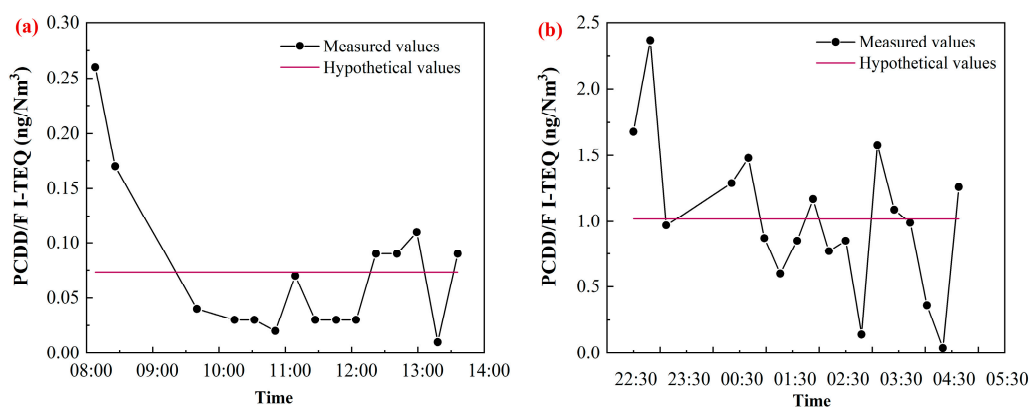 (a)
PCDD/F I-TEQ (ng/Nm³)
0.30
0.25
0.20
0.15
0.10
0.05
0.00
Measured values
Hypothetical values
08:00 09:00 10:00 11:00 12:00 13:00 14:00
Time
(b)
PCDD/F I-TEQ (ng/Nm³)
2.5
2.0
1.5
1.0
0.5
0.0
Measured values
Hypothetical values
22:30 23:30 00:30 01:30 02:30 03:30 04:30 05:30
Time